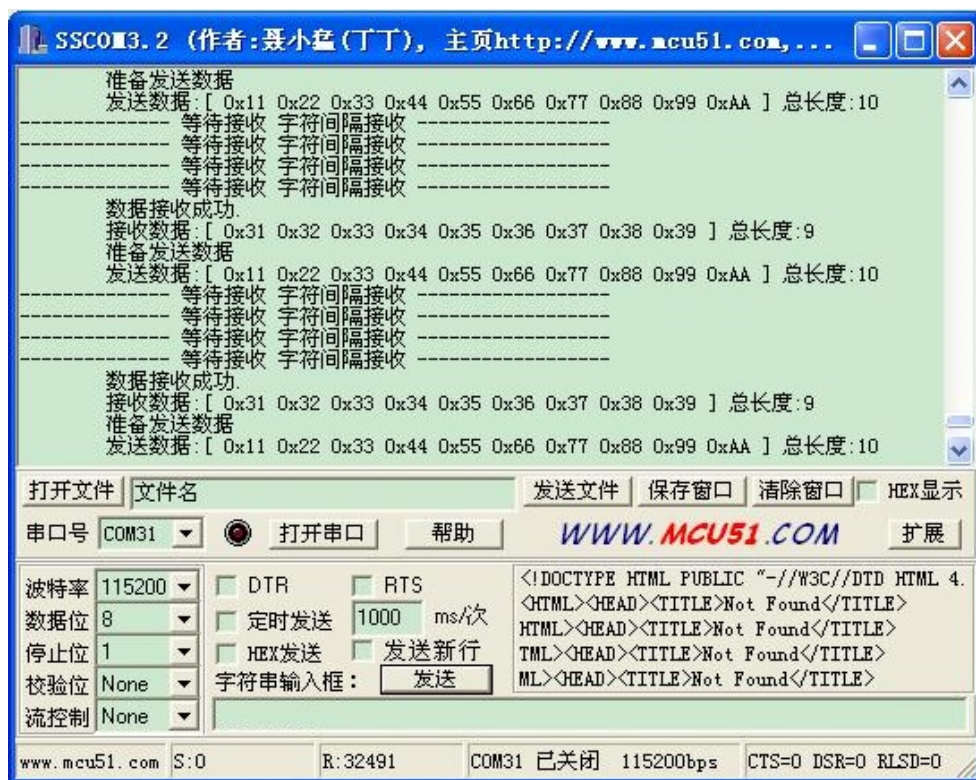 SSCOM3.2 (作者:聂小猛(丁丁), 主页http://www.mcu51.com,...
准备发送数据
发送数据:[ 0x11 0x22 0x33 0x44 0x55 0x66 0x77 0x88 0x99 0xAA ] 总长度:10
--------------- 等待接收 字符间隔接收 -------------------
--------------- 等待接收 字符间隔接收 -------------------
--------------- 等待接收 字符间隔接收 -------------------
--------------- 等待接收 字符间隔接收 -------------------
数据接收成功.
接收数据:[ 0x31 0x32 0x33 0x34 0x35 0x36 0x37 0x38 0x39 ] 总长度:9
准备发送数据
发送数据:[ 0x11 0x22 0x33 0x44 0x55 0x66 0x77 0x88 0x99 0xAA ] 总长度:10
--------------- 等待接收 字符间隔接收 -------------------
--------------- 等待接收 字符间隔接收 -------------------
--------------- 等待接收 字符间隔接收 -------------------
--------------- 等待接收 字符间隔接收 -------------------
数据接收成功.
接收数据:[ 0x31 0x32 0x33 0x34 0x35 0x36 0x37 0x38 0x39 ] 总长度:9
准备发送数据
发送数据:[ 0x11 0x22 0x33 0x44 0x55 0x66 0x77 0x88 0x99 0xAA ] 总长度:10
打开文件 文件名 发送文件 保存窗口 清除窗口 HEX显示
串口号 COM31 打开串口 帮助 WWW.MCU51.COM 扩展
波特率 115200 DTR RTS
数据位 8 定时发送 1000 ms/次
停止位 1 HEX发送 发送新行
校验位 None 字符串输入框: 发送
流控制 None
<!DOCTYPE HTML PUBLIC "-//W3C//DTD HTML 4.
<HTML><HEAD><TITLE>Not Found</TITLE>
HTML><HEAD><TITLE>Not Found</TITLE>
TML><HEAD><TITLE>Not Found</TITLE>
ML><HEAD><TITLE>Not Found</TITLE>
www.mcu51.com S:0 R:32491 COM31 已关闭 115200bps CTS=0 DSR=0 RLSD=0